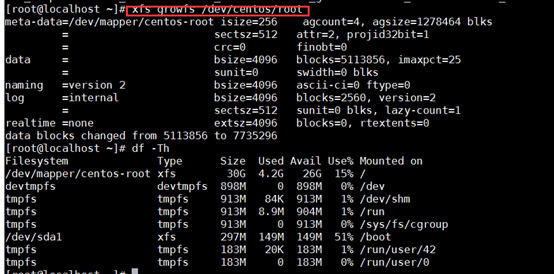 [root@localhost ~]# xfs_growfs /dev/centos/root
meta-data=/dev/mapper/centos-root isize=256    agcount=4, agsize=1278464 blks
         =                       sectsz=512   attr=2, projid32bit=1
         =                       crc=0        finobt=0
data     =                       bsize=4096   blocks=5113856, imaxpct=25
         =                       sunit=0      swidth=0 blks
naming   =version 2              bsize=4096   ascii-ci=0 ftype=0
log      =internal               bsize=4096   blocks=2560, version=2
         =                       sectsz=512   sunit=0 blks, lazy-count=1
realtime =none                   extsz=4096   blocks=0, rtextents=0
data blocks changed from 5113856 to 7735296
[root@localhost ~]# df -Th
Filesystem              Type      Size  Used Avail Use% Mounted on
/dev/mapper/centos-root xfs        30G  4.2G   26G  15% /
devtmpfs                devtmpfs  898M     0  898M   0% /dev
tmpfs                   tmpfs     913M   84K  913M   1% /dev/shm
tmpfs                   tmpfs     913M  8.9M  904M   1% /run
tmpfs                   tmpfs     913M     0  913M   0% /sys/fs/cgroup
/dev/sda1               xfs       297M  149M  149M  51% /boot
tmpfs                   tmpfs     183M   20K  183M   1% /run/user/42
tmpfs                   tmpfs     183M     0  183M   0% /run/user/0
[root@localhost ~]#